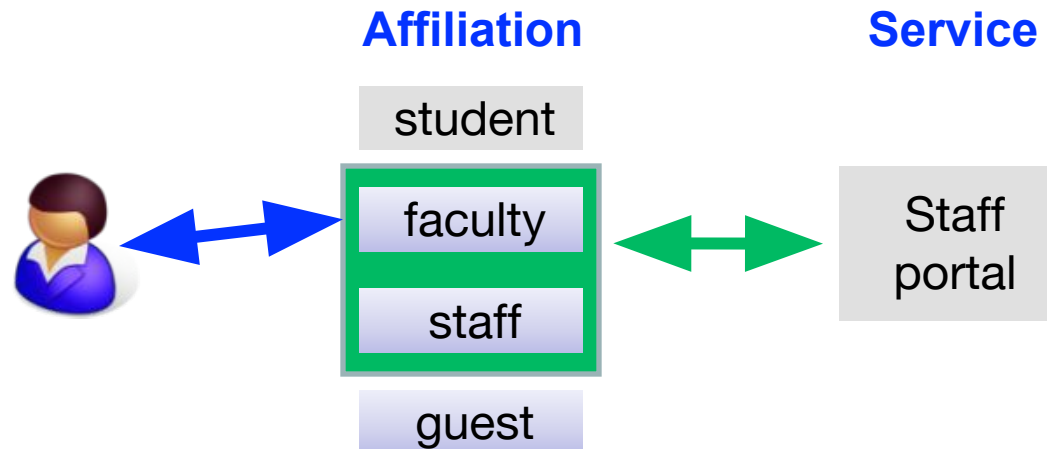 Affiliation
Service
student
faculty
staff
guest
Staff
portal